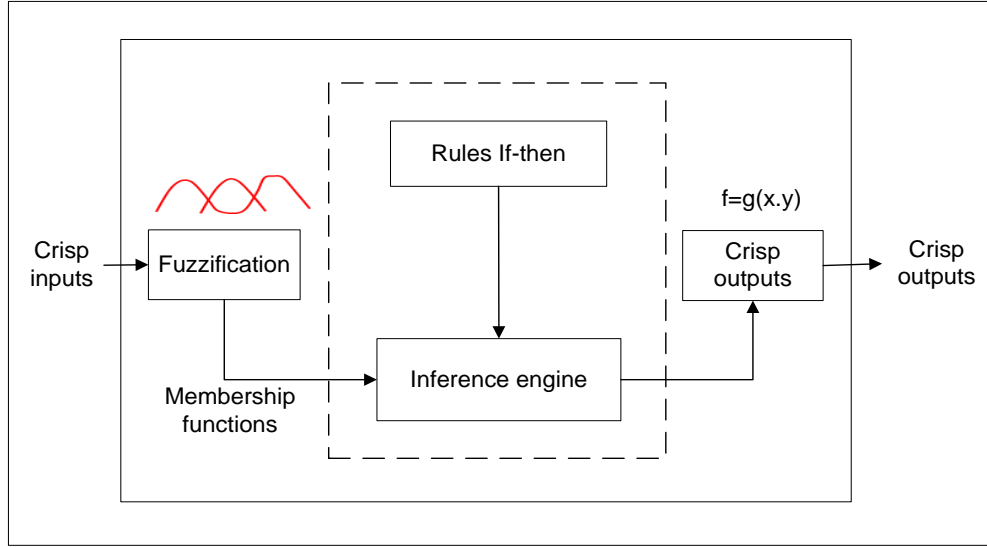 Rules If-then
f=g(x.y)
Crisp
inputs
Fuzzification
Crisp
outputs
Crisp
outputs
Inference engine
Membership
functions